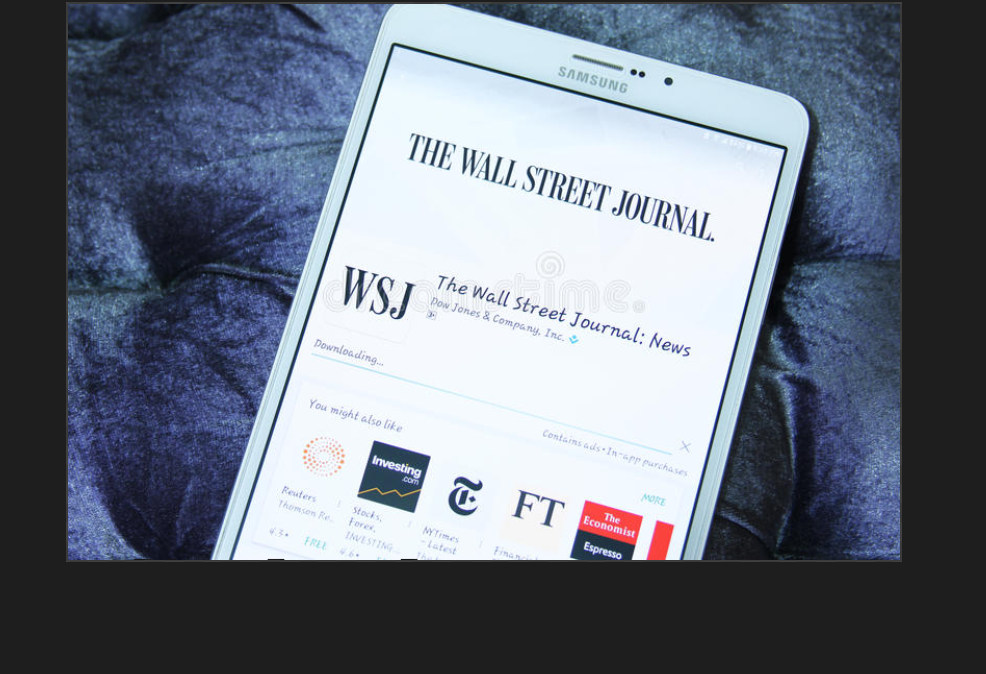 SAMSUNG
THE WALL STREET JOURNAL.
WSJ
The Wall Street Journal: News
Dow Jones & Company, Inc.
Downloading...
Contains ads • In-app purchases
You might also like
MORE
Reuters
Thomson Re..
4.3★ FREE
Investing
.com
Stocks,
Forex,
INVESTING
4.6★
NYTimes
- Latest
FT
Financi
The
Economist
Espresso
dreamstime.